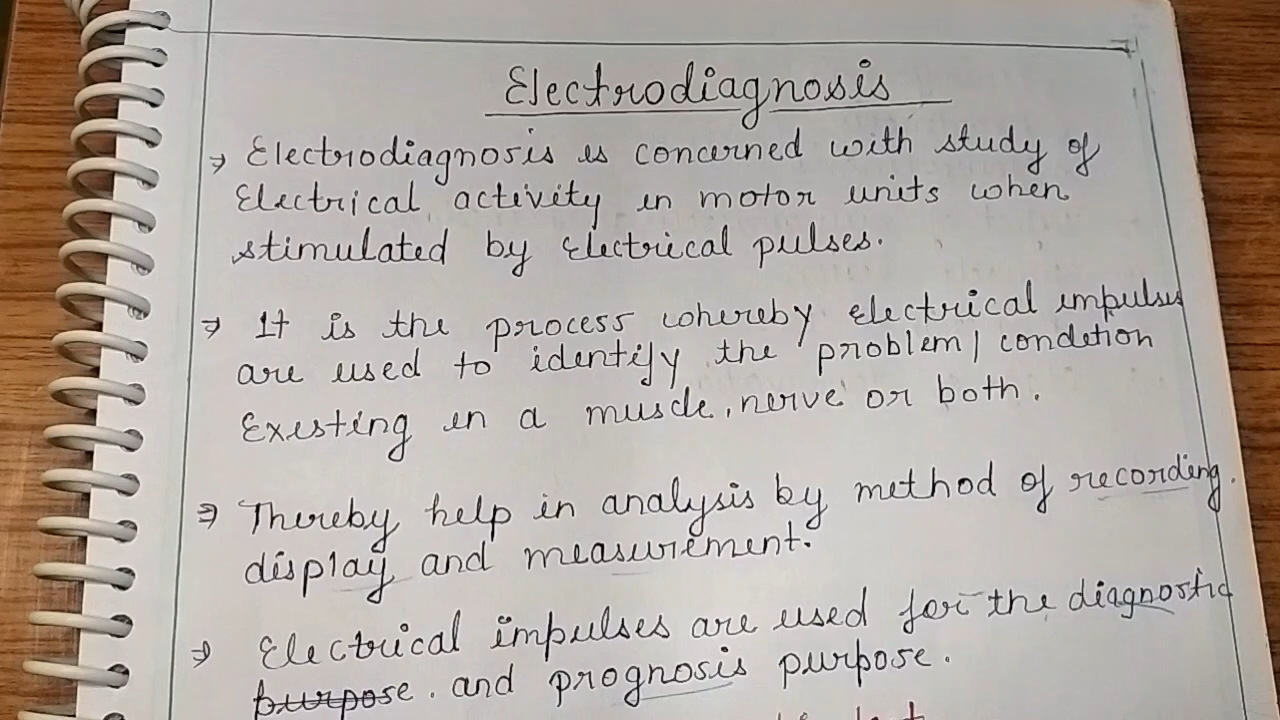 Electrodiagnosis
→ Electrodiagnosis is concerned with study of
Electrical activity in motor units when
stimulated by Electrical pulses.
→ It is the process whereby electrical impulses
are used to identify the problem / condition
Existing in a muscle, nerve or both.
→ Thereby help in analysis by method of recording,
display and measurement.
→ Electrical impulses are used for the diagnostic
purpose. and prognosis purpose.